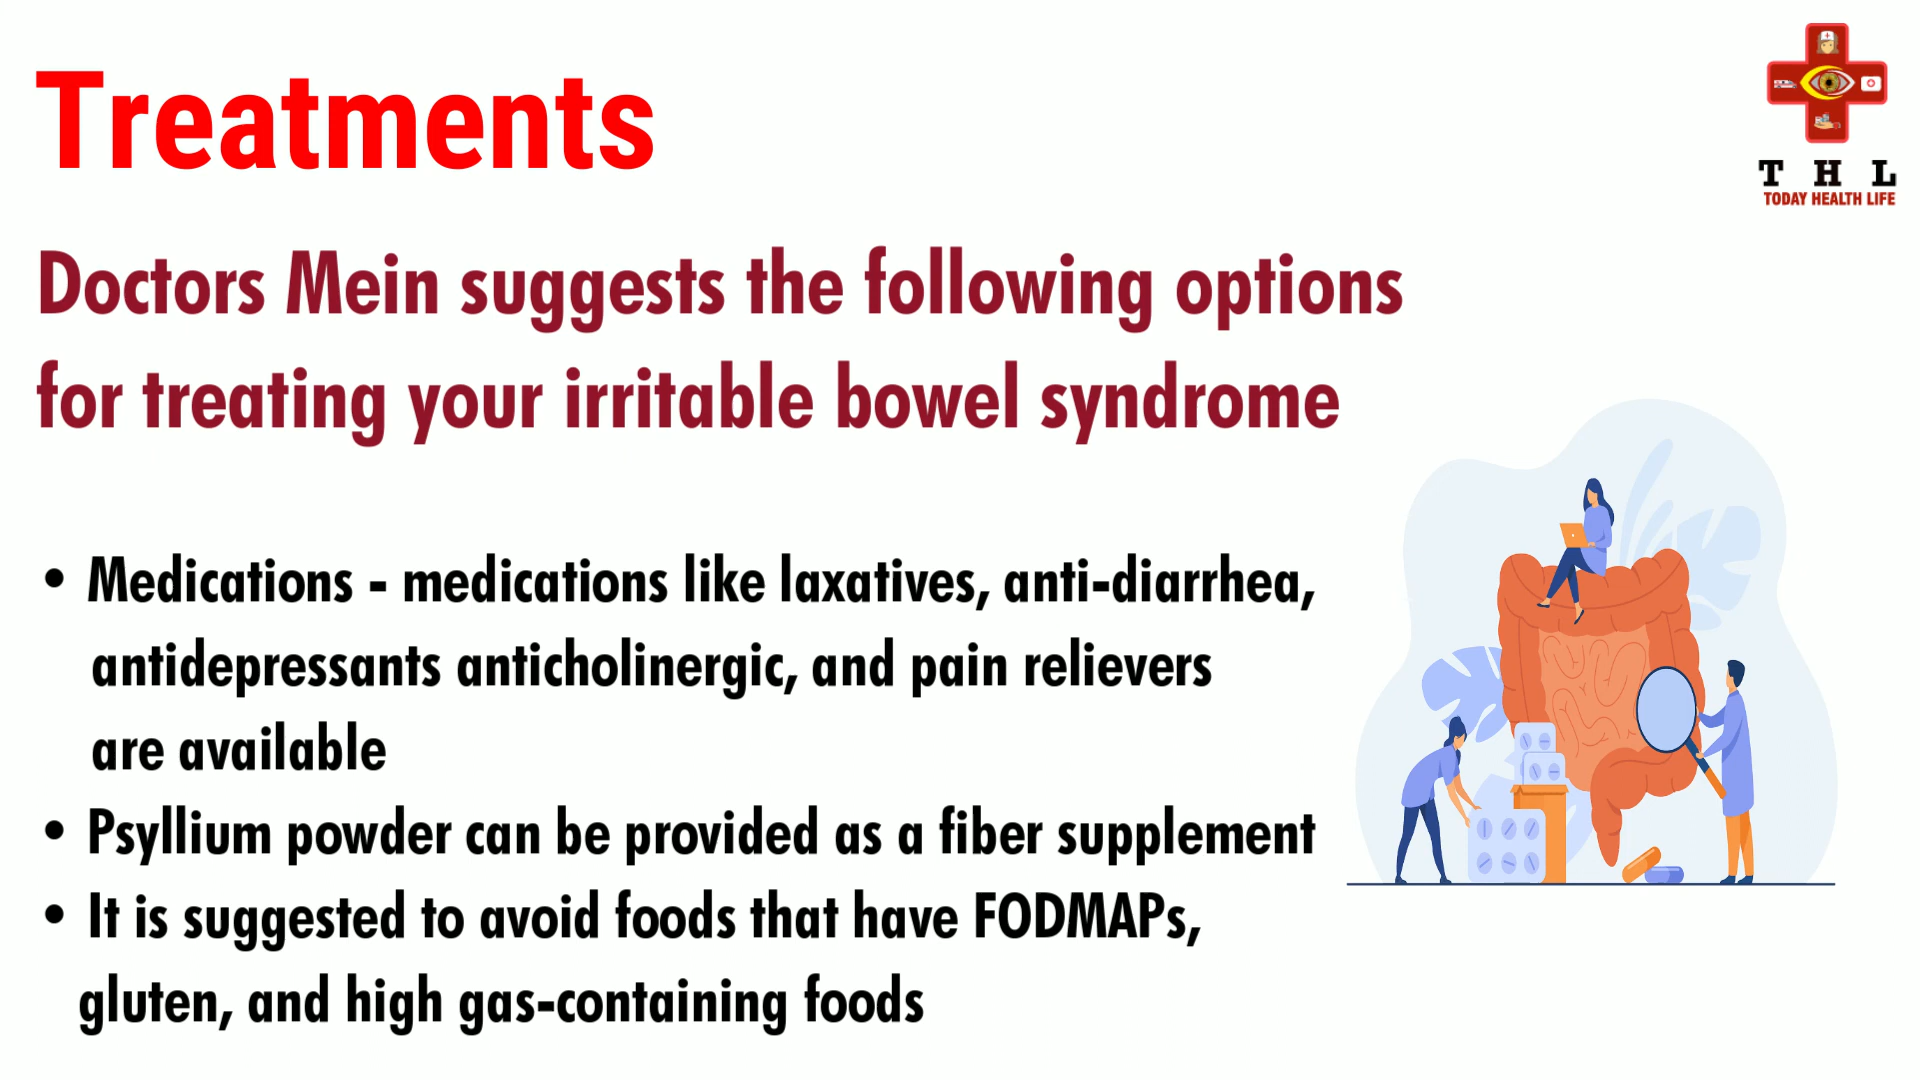 Treatments
T H L
TODAY HEALTH LIFE
Doctors Mein suggests the following options
for treating your irritable bowel syndrome
• Medications - medications like laxatives, anti-diarrhea,
antidepressants anticholinergic, and pain relievers
are available
• Psyllium powder can be provided as a fiber supplement
• It is suggested to avoid foods that have FODMAPs,
gluten, and high gas-containing foods